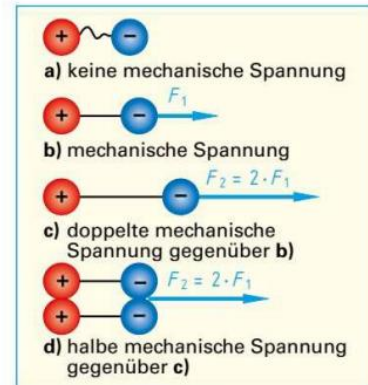 + −
a) keine mechanische Spannung
F₁
+ −
b) mechanische Spannung
F₂ = 2 · F₁
+ −
c) doppelte mechanische
Spannung gegenüber b)
+ − F₂ = 2 · F₁
+ −
d) halbe mechanische Spannung
gegenüber c)